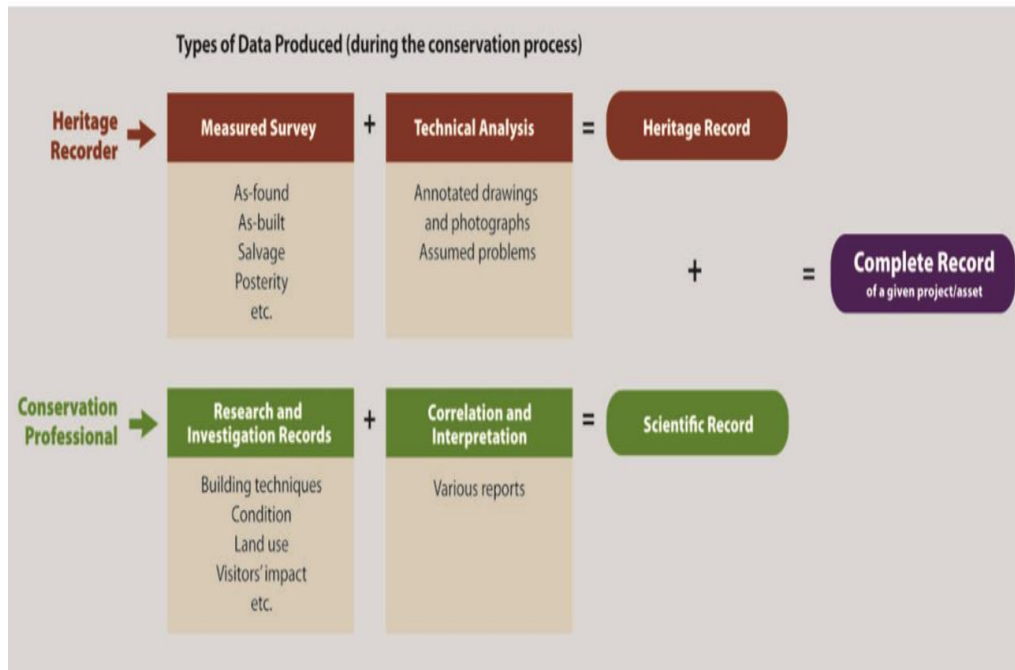 Types of Data Produced (during the conservation process)
Heritage
Recorder
Measured Survey
+
Technical Analysis
=
Heritage Record
As-found
As-built
Salvage
Posterity
etc.
Annotated drawings
and photographs
Assumed problems
+
=
Complete Record
of a given project/asset
Conservation
Professional
Research and
Investigation Records
+
Correlation and
Interpretation
=
Scientific Record
Building techniques
Condition
Land use
Visitors' impact
etc.
Various reports